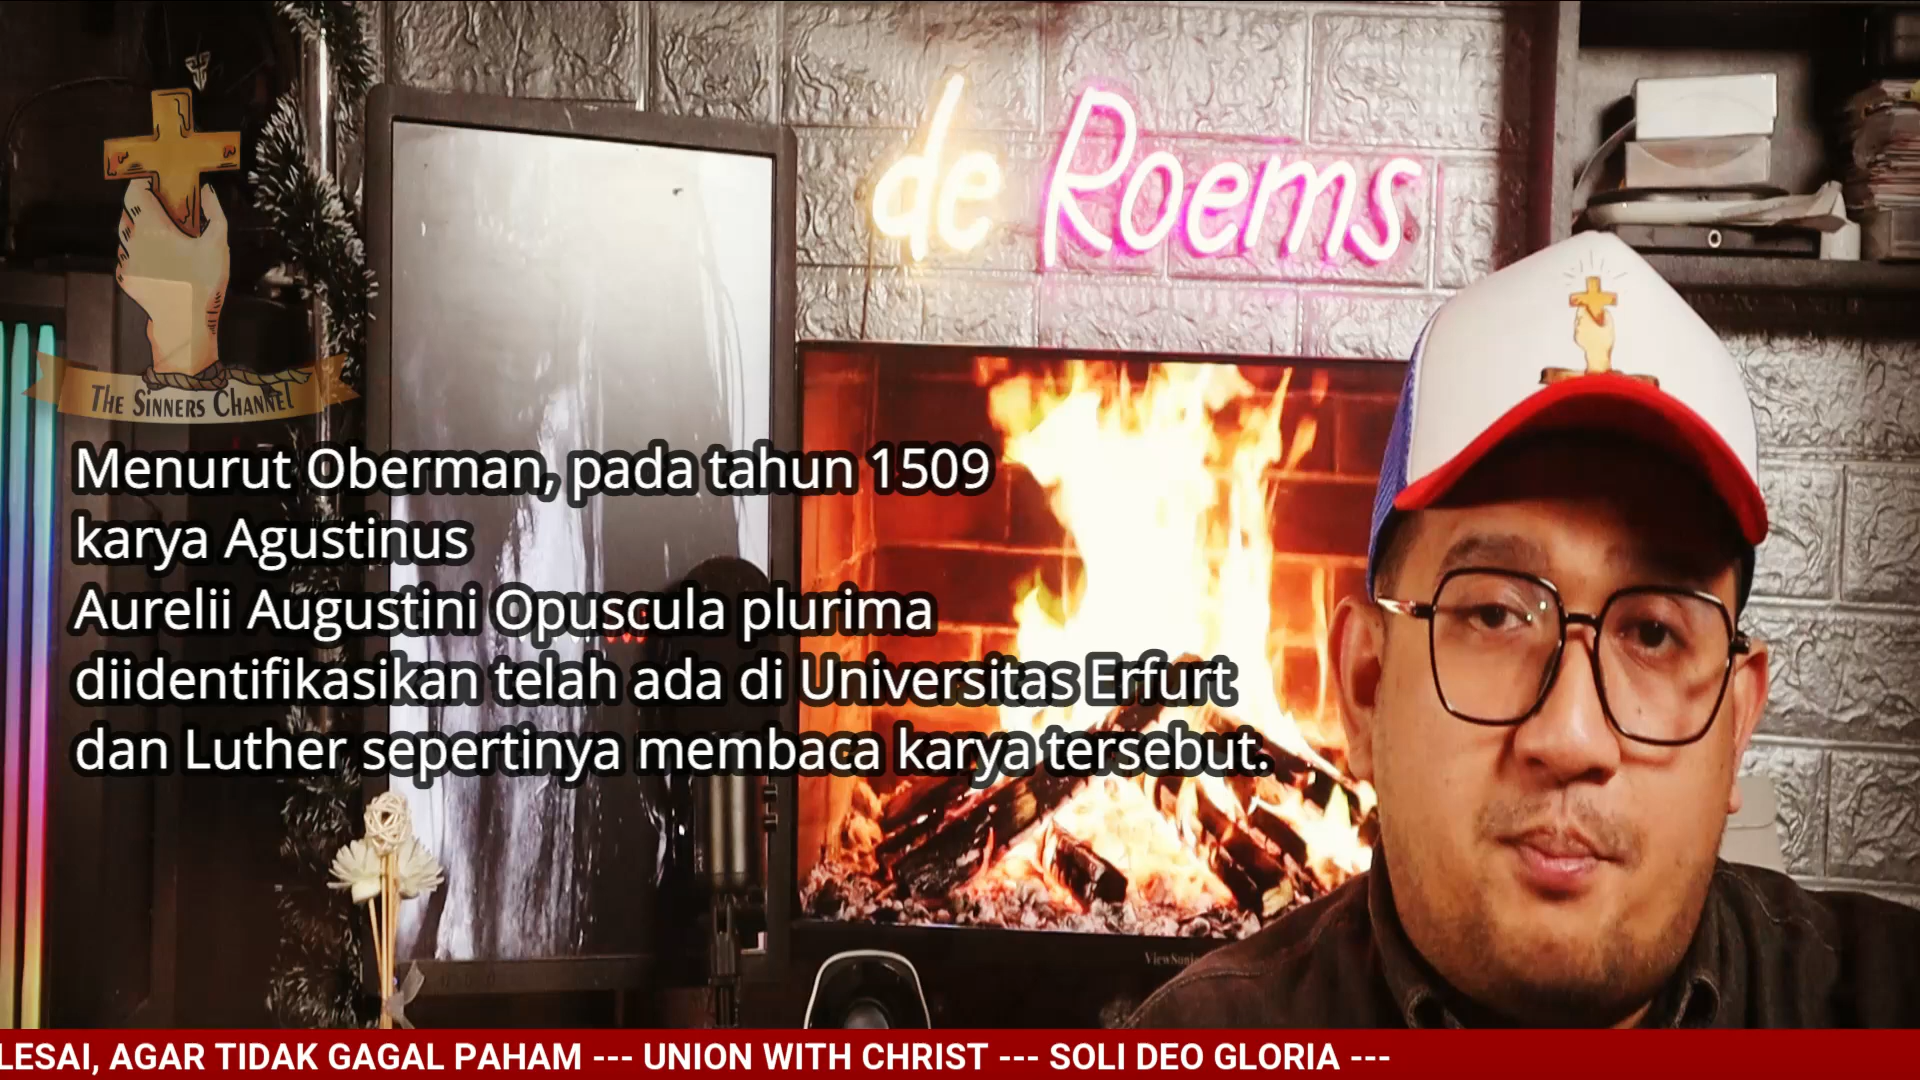 de Roems
The Sinners Channel
Menurut Oberman, pada tahun 1509
karya Agustinus
Aurelii Augustini Opuscula plurima
diidentifikasikan telah ada di Universitas Erfurt
dan Luther sepertinya membaca karya tersebut.
ViewSonic
LESAI, AGAR TIDAK GAGAL PAHAM --- UNION WITH CHRIST --- SOLI DEO GLORIA ---